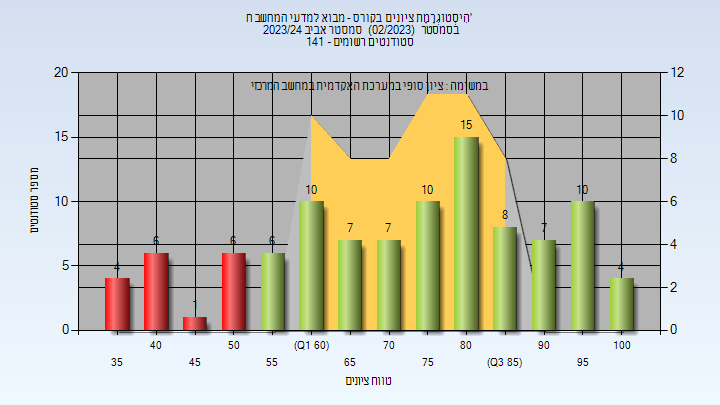 היסטוגרמת ציונים בקורס - מבוא למדעי המחשב ח'
בסמסטר (02/2023) סמסטר אביב 2023/24
סטודנטים רשומים - 141
במשימה : ציון סופי במערכת האקדמית במחשב המרכזי
20 15 10 5 0
12 10 8 6 4 2 0
מספר סטודנטים
4 6 1 6 6 10 7 7 10 15 8 7 10 4
40 50 (Q1 60) 70 80 90 100
35 45 55 65 75 (Q3 85) 95
טווח ציונים